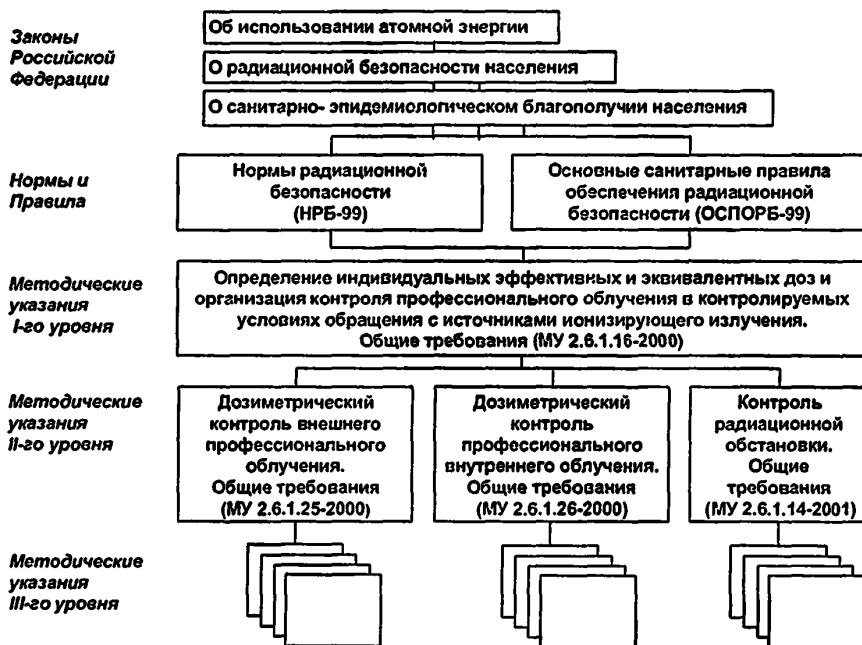 Законы
Российской
Федерации
Об использовании атомной энергии
О радиационной безопасности населения
О санитарно- эпидемиологическом благополучии населения
Нормы и
Правила
Нормы радиационной
безопасности
(НРБ-99)
Основные санитарные правила
обеспечения радиационной
безопасности (ОСПОРБ-99)
Методические
указания
I-го уровня
Определение индивидуальных эффективных и эквивалентных доз и
организация контроля профессионального облучения в контролируемых
условиях обращения с источниками ионизирующего излучения.
Общие требования (МУ 2.6.1.16-2000)
Методические
указания
II-го уровня
Дозиметрический
контроль внешнего
профессионального
облучения.
Общие требования
(МУ 2.6.1.25-2000)
Дозиметрический
контроль
профессионального
внутреннего облучения.
Общие требования
(МУ 2.6.1.26-2000)
Контроль
радиационной
обстановки.
Общие
требования
(МУ 2.6.1.14-2001)
Методические
указания
III-го уровня